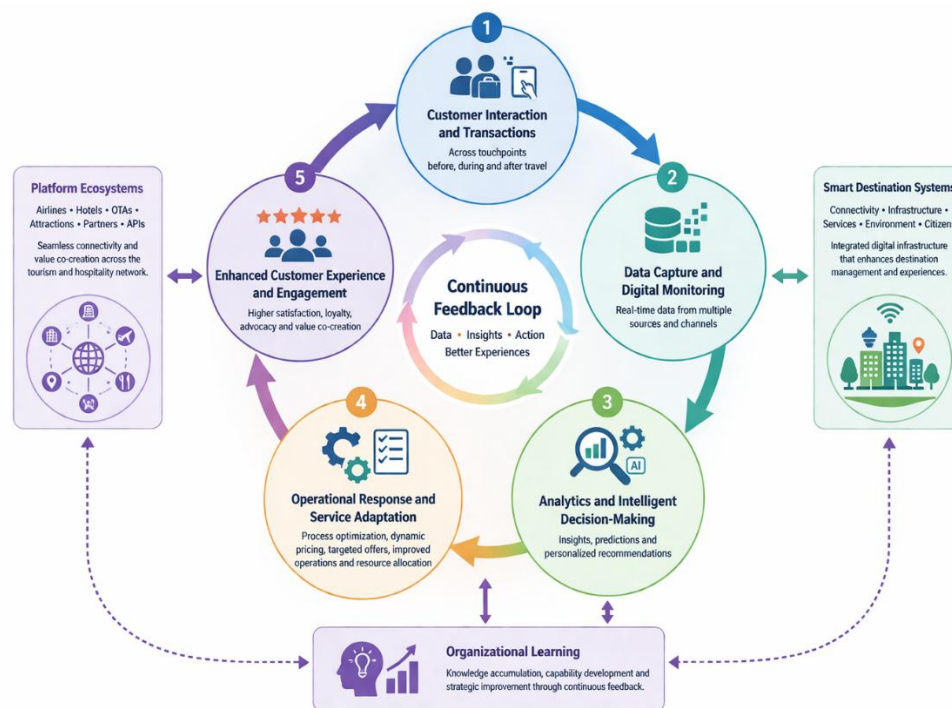 1
Customer Interaction
and Transactions
Across touchpoints
before, during and after travel
2
Data Capture and
Digital Monitoring
Real-time data from multiple
sources and channels
3
AI
Analytics and Intelligent
Decision-Making
Insights, predictions and
personalized recommendations
4
Operational Response and
Service Adaptation
Process optimization, dynamic
pricing, targeted offers, improved
operations and resource allocation
5
Enhanced Customer Experience
and Engagement
Higher satisfaction, loyalty,
advocacy and value co-creation
Continuous
Feedback Loop
Data • Insights • Action
Better Experiences
Platform Ecosystems
Airlines • Hotels • OTAs •
Attractions • Partners • APIs
Seamless connectivity and
value co-creation across the
tourism and hospitality network.
Smart Destination Systems
Connectivity • Infrastructure •
Services • Environment • Citizens
Integrated digital infrastructure
that enhances destination
management and experiences.
Organizational Learning
Knowledge accumulation, capability development and
strategic improvement through continuous feedback.